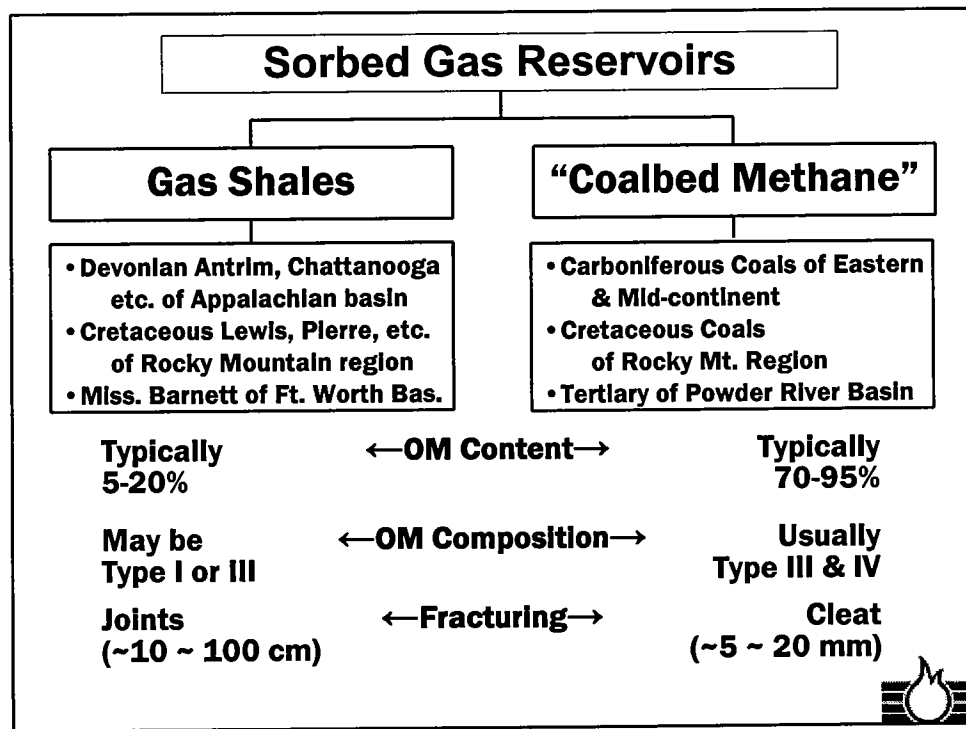 Sorbed Gas Reservoirs
Gas Shales
"Coalbed Methane"
• Devonian Antrim, Chattanooga
etc. of Appalachian basin
• Cretaceous Lewis, Pierre, etc.
of Rocky Mountain region
• Miss. Barnett of Ft. Worth Bas.
• Carboniferous Coals of Eastern
& Mid-continent
• Cretaceous Coals
of Rocky Mt. Region
• Tertiary of Powder River Basin
Typically
5-20%
←OM Content→
Typically
70-95%
May be
Type I or III
←OM Composition→
Usually
Type III & IV
Joints
(~10 ~ 100 cm)
←Fracturing→
Cleat
(~5 ~ 20 mm)